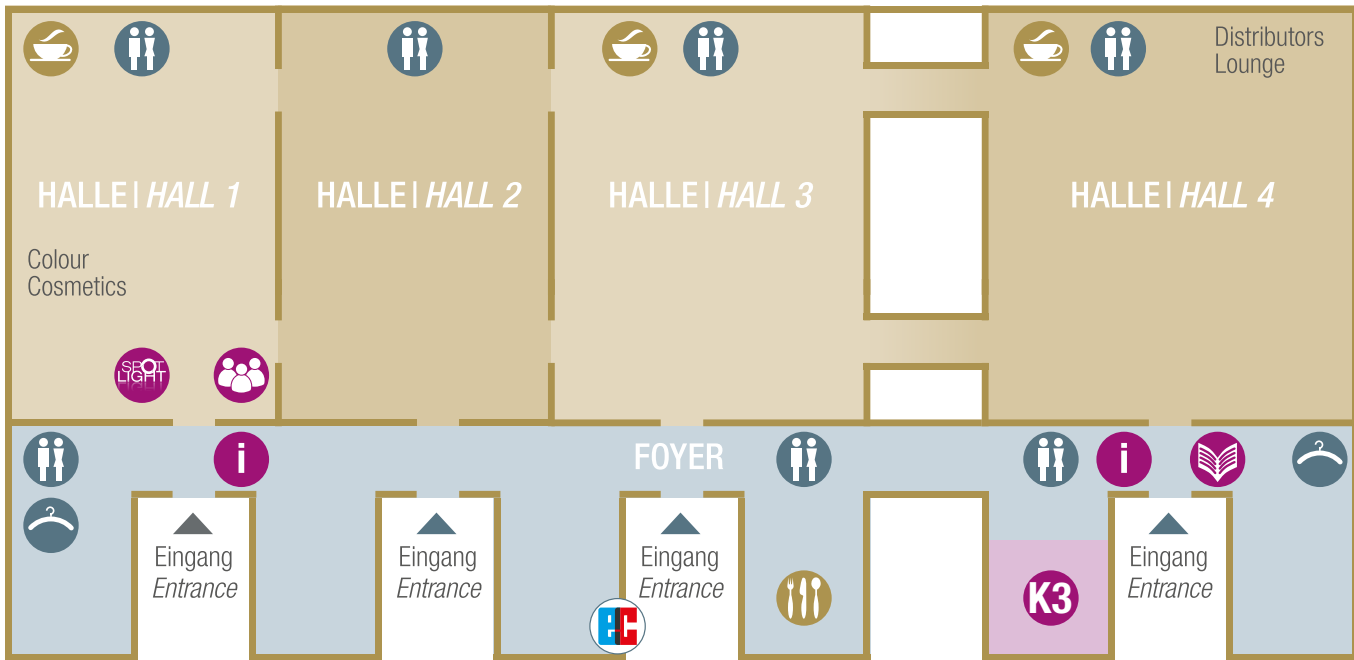 Distributors
Lounge
HALLE | HALL 1
HALLE | HALL 2
HALLE | HALL 3
HALLE | HALL 4
Colour
Cosmetics
SPOT
LIGHT
i
FOYER
i
Eingang
Entrance
Eingang
Entrance
Eingang
Entrance
Eingang
Entrance
K3
ec